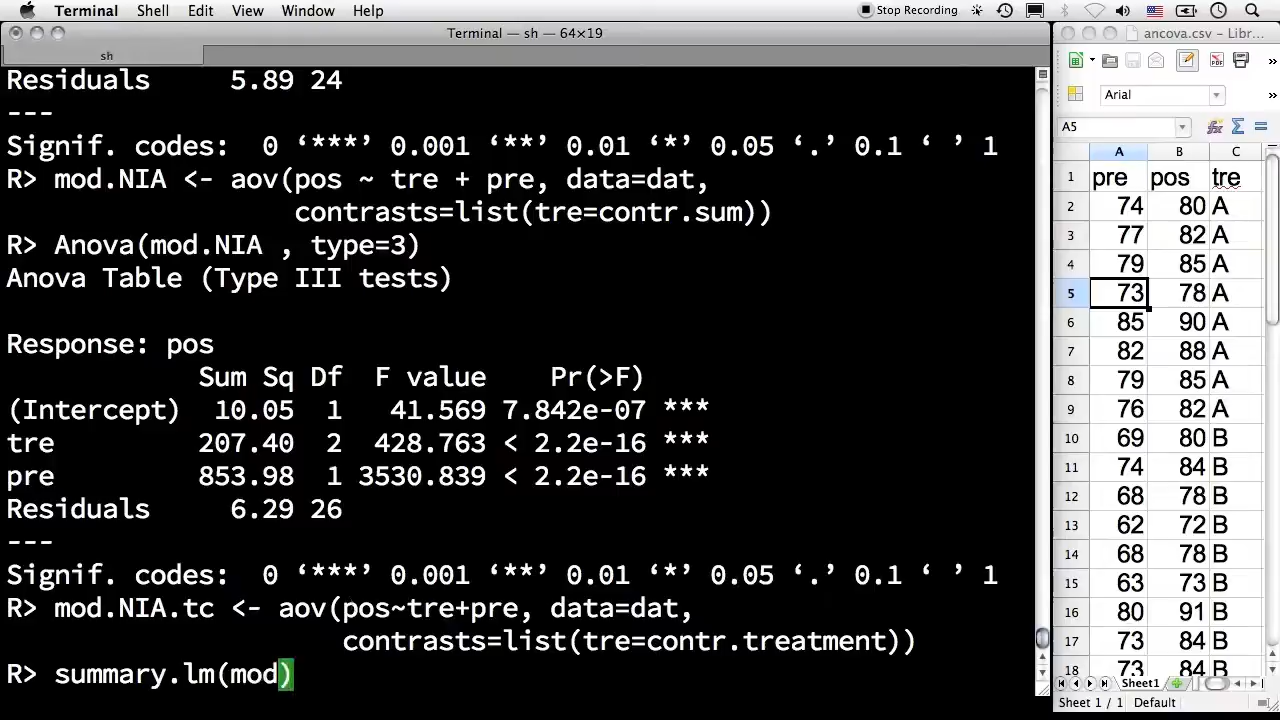 Terminal Shell Edit View Window Help Stop Recording
Terminal — sh — 64×19
sh
Residuals 5.89 24
---
Signif. codes: 0 ‘***’ 0.001 ‘**’ 0.01 ‘*’ 0.05 ‘.’ 0.1 ‘ ’ 1
R> mod.NIA <- aov(pos ~ tre + pre, data=dat,
contrasts=list(tre=contr.sum))
R> Anova(mod.NIA , type=3)
Anova Table (Type III tests)
Response: pos
Sum Sq Df F value Pr(>F)
(Intercept) 10.05 1 41.569 7.842e-07 ***
tre 207.40 2 428.763 < 2.2e-16 ***
pre 853.98 1 3530.839 < 2.2e-16 ***
Residuals 6.29 26
---
Signif. codes: 0 ‘***’ 0.001 ‘**’ 0.01 ‘*’ 0.05 ‘.’ 0.1 ‘ ’ 1
R> mod.NIA.tc <- aov(pos~tre+pre, data=dat,
contrasts=list(tre=contr.treatment))
R> summary.lm(mod)
ancova.csv – Libr...
Arial
A5
A B C
1 pre pos tre
2 74 80 A
3 77 82 A
4 79 85 A
5 73 78 A
6 85 90 A
7 82 88 A
8 79 85 A
9 76 82 A
10 69 80 B
11 74 84 B
12 68 78 B
13 62 72 B
14 68 78 B
15 63 73 B
16 80 91 B
17 73 84 B
18 73 84 B
Sheet1
Sheet 1 / 1 Default